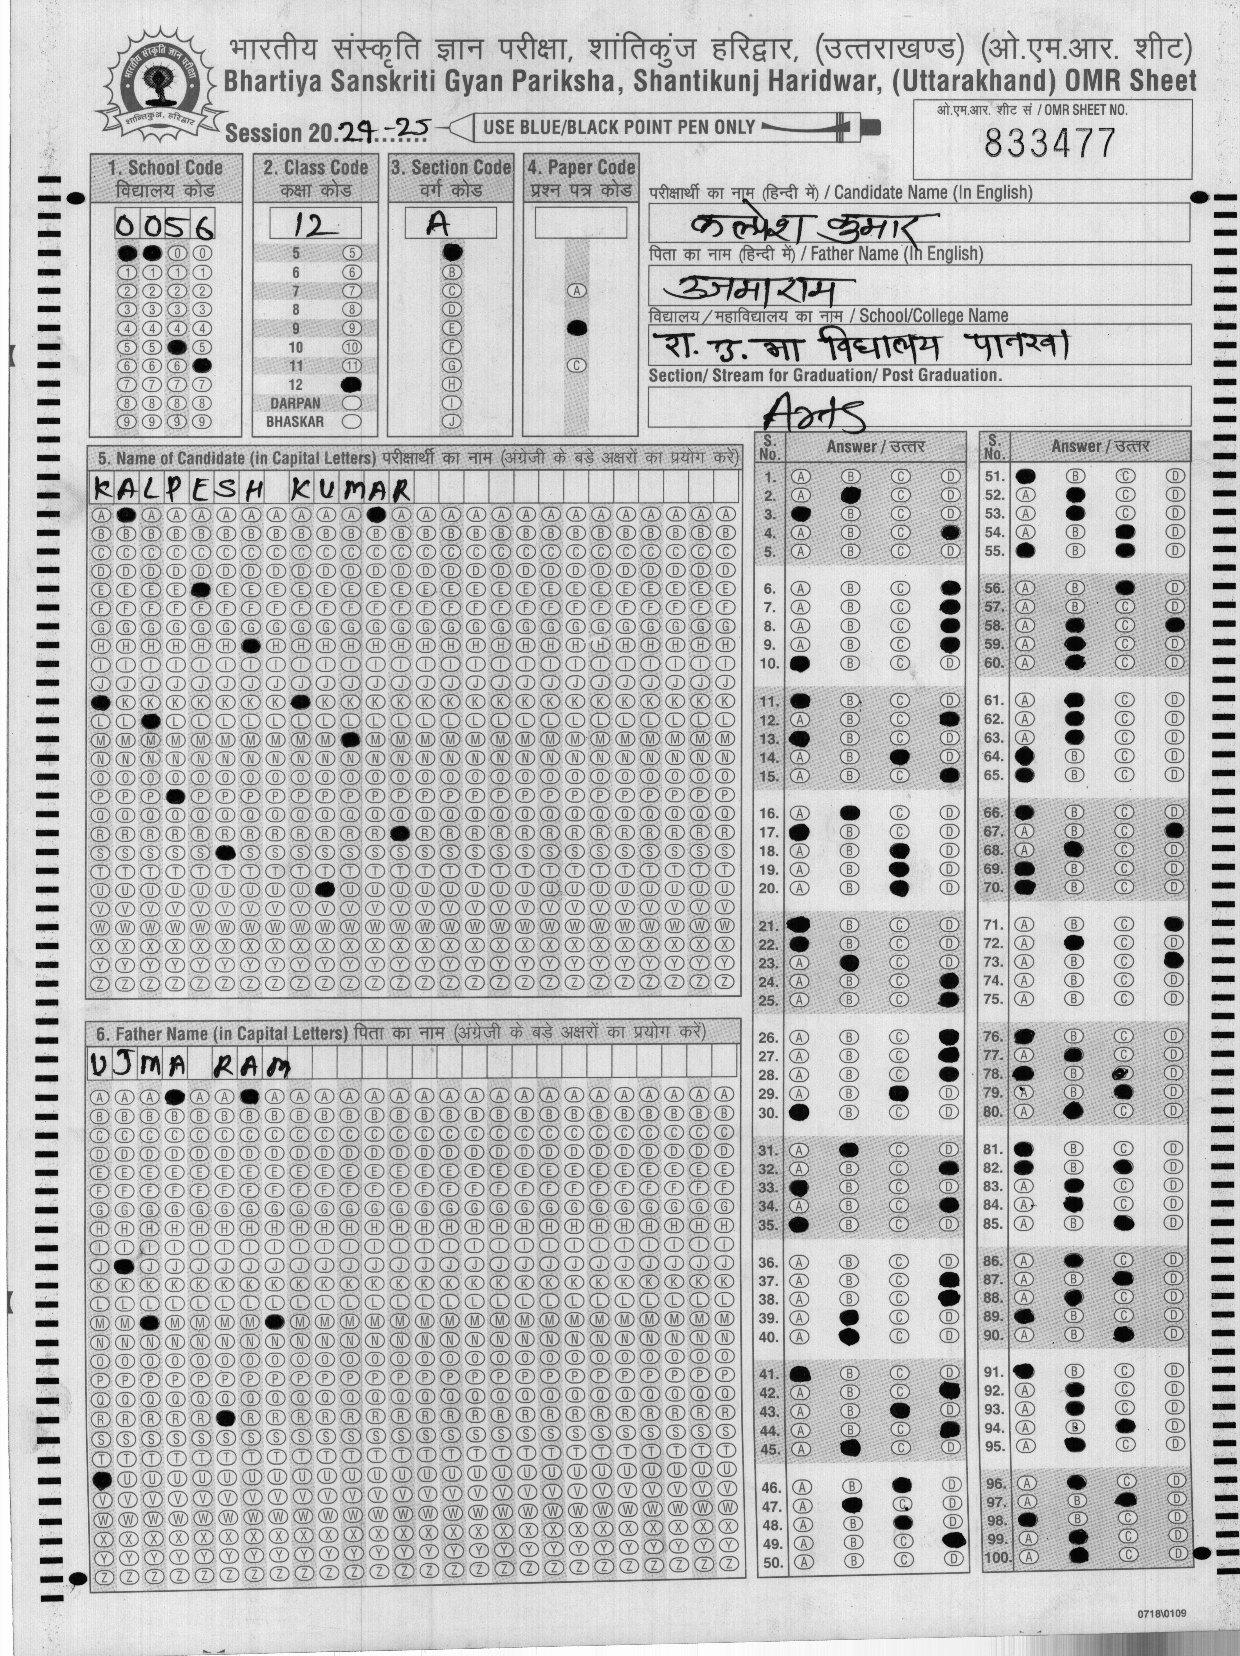 भारतीय संस्कृति ज्ञान परीक्षा, शांतिकुंज हरिद्वार, (उत्तराखण्ड) (ओ.एम.आर. शीट)
Bhartiya Sanskriti Gyan Pariksha, Shantikunj Haridwar, (Uttarakhand) OMR Sheet
शान्तिकुञ्ज, हरिद्वार
Session 20.24-25
USE BLUE/BLACK POINT PEN ONLY
ओ.एम.आर. शीट सं / OMR SHEET NO.
833477
1. School Code
विद्यालय कोड
0056
2. Class Code
कक्षा कोड
12
5
6
7
8
9
10
11
12
DARPAN
BHASKAR
3. Section Code
वर्ग कोड
A
4. Paper Code
प्रश्न पत्र कोड
परीक्षार्थी का नाम (हिन्दी में) / Candidate Name (In English)
कल्पेश कुमार
पिता का नाम (हिन्दी में) / Father Name (In English)
उजमाराम
विद्यालय / महाविद्यालय का नाम / School/College Name
रा. उ. मा विद्यालय पानरवा
Section/ Stream for Graduation/ Post Graduation.
Arts
5. Name of Candidate (in Capital Letters) परीक्षार्थी का नाम (अंग्रेजी के बड़े अक्षरों का प्रयोग करें)
KALPESH KUMAR
6. Father Name (in Capital Letters) पिता का नाम (अंग्रेजी के बड़े अक्षरों का प्रयोग करें)
UJMA RAM
S. No. Answer / उत्तर
S. No. Answer / उत्तर
0718\0109